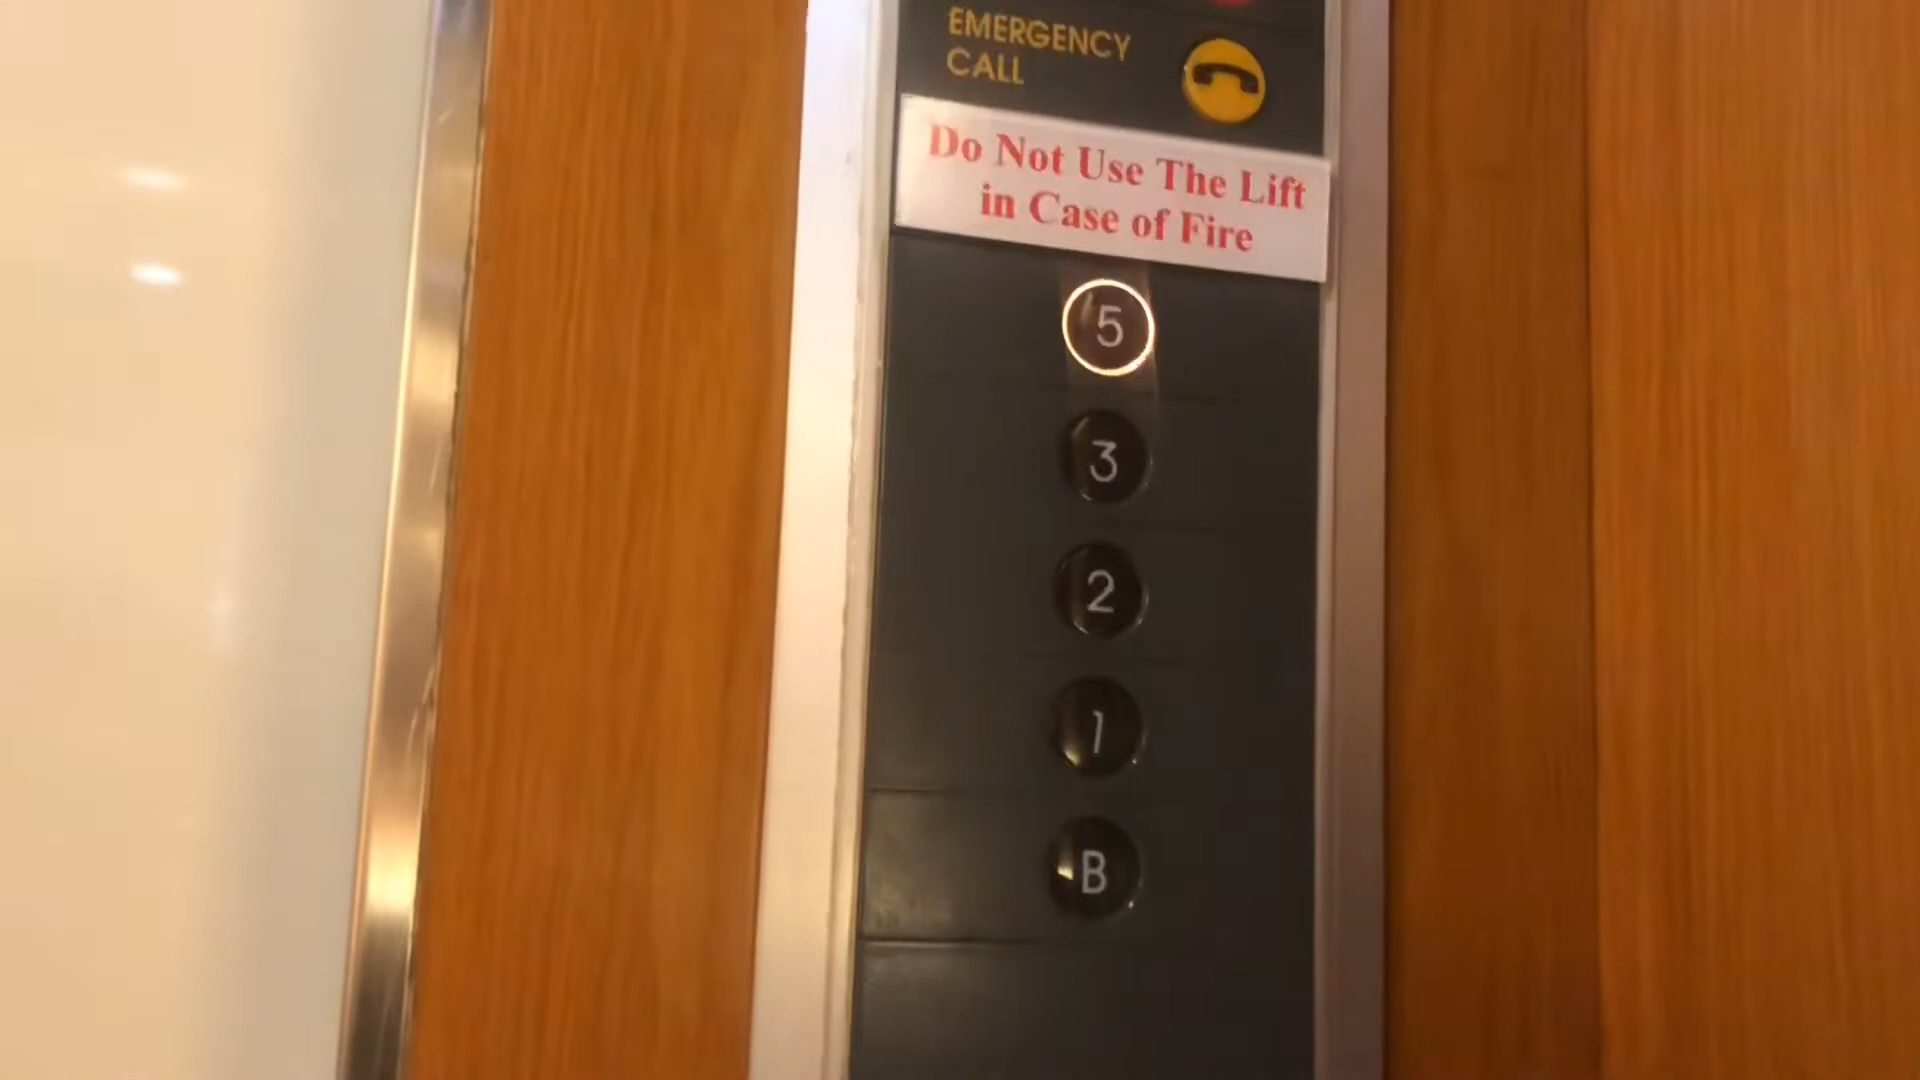 EMERGENCY
CALL
Do Not Use The Lift
in Case of Fire
5
3
2
1
B